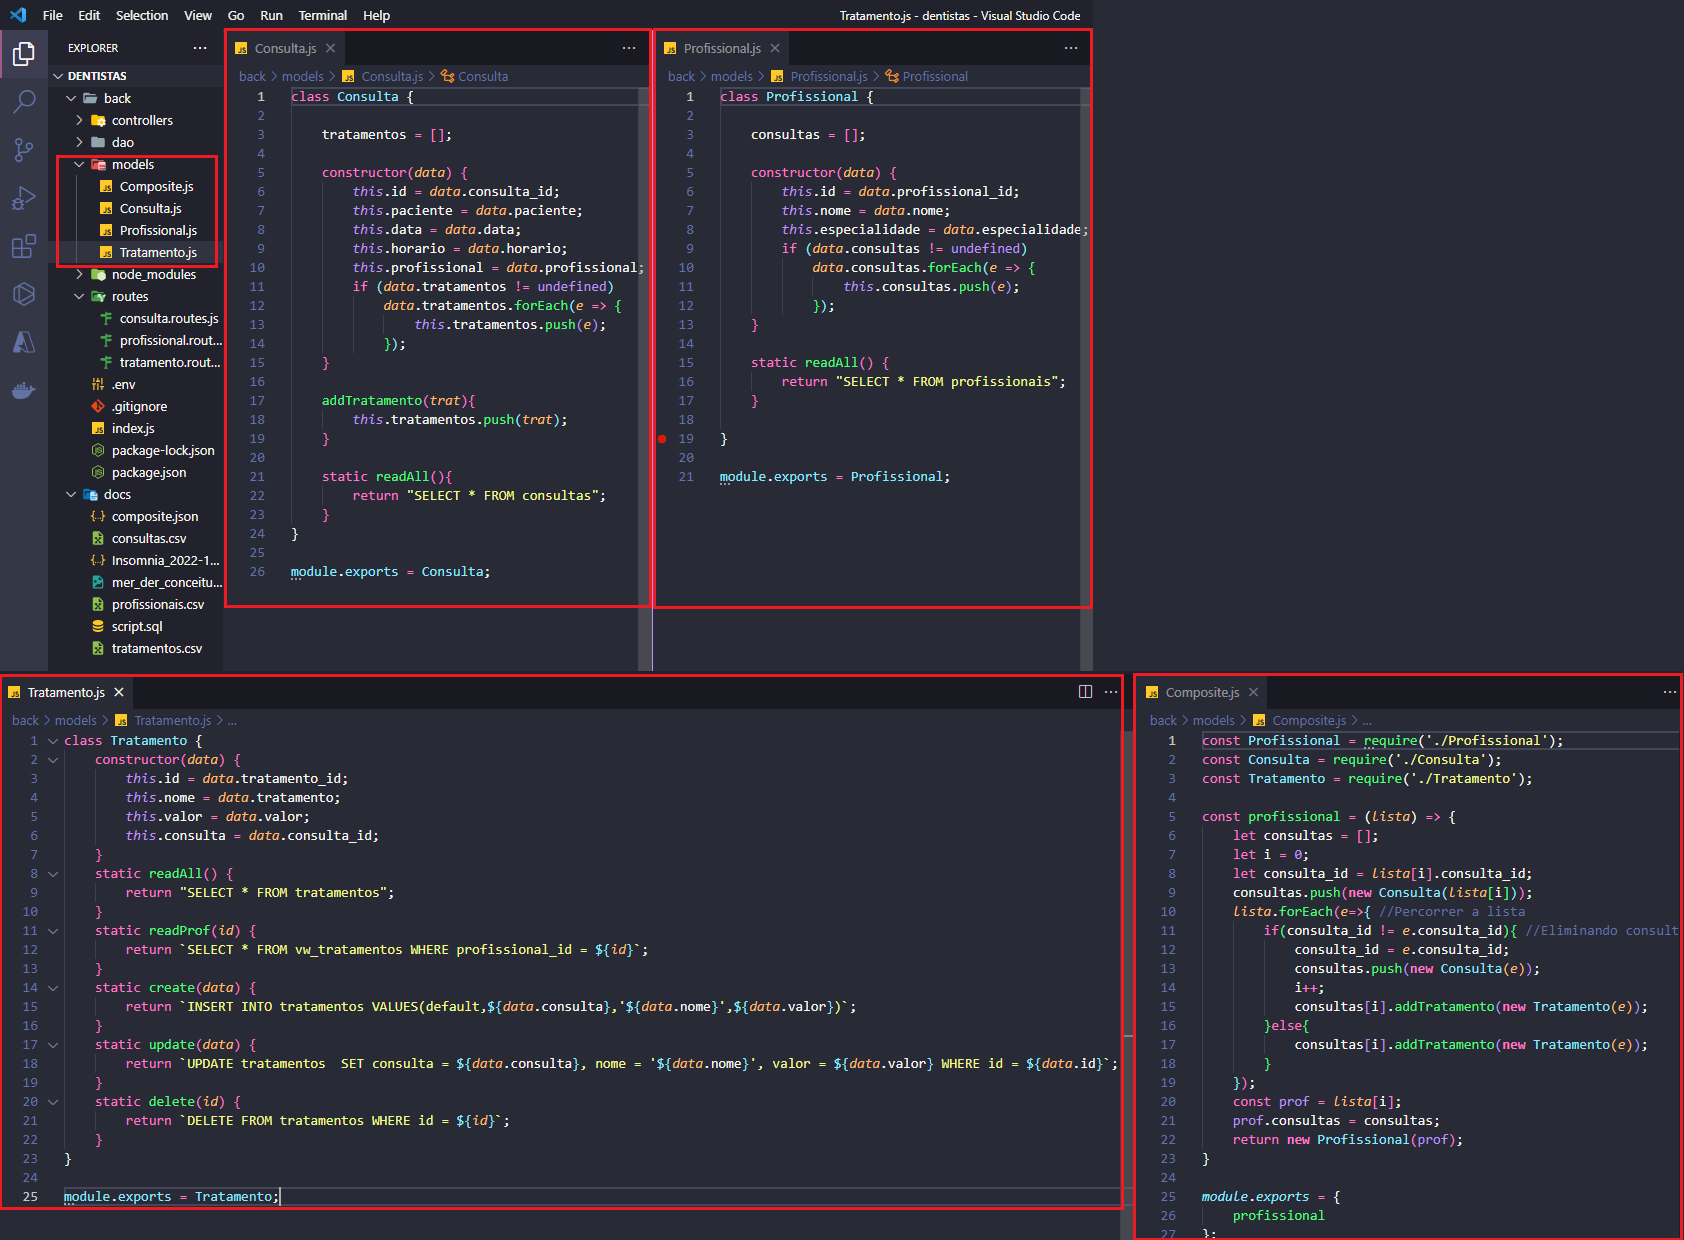 File Edit Selection View Go Run Terminal Help
Tratamento.js - dentistas - Visual Studio Code
EXPLORER ...
DENTISTAS
back
controllers
dao
models
Composite.js
Consulta.js
Profissional.js
Tratamento.js
node_modules
routes
consulta.routes.js
profissional.rout...
tratamento.rout...
.env
.gitignore
index.js
package-lock.json
package.json
docs
composite.json
consultas.csv
Insomnia_2022-1...
mer_der_conceitu...
profissionais.csv
script.sql
tratamentos.csv
JS Consulta.js ...
back > models > JS Consulta.js > Consulta
1 class Consulta {
2
3 tratamentos = [];
4
5 constructor(data) {
6 this.id = data.consulta_id;
7 this.paciente = data.paciente;
8 this.data = data.data;
9 this.horario = data.horario;
10 this.profissional = data.profissional;
11 if (data.tratamentos != undefined)
12 data.tratamentos.forEach(e => {
13 this.tratamentos.push(e);
14 });
15 }
16
17 addTratamento(trat){
18 this.tratamentos.push(trat);
19 }
20
21 static readAll(){
22 return "SELECT * FROM consultas";
23 }
24 }
25
26 module.exports = Consulta;
JS Profissional.js ...
back > models > JS Profissional.js > Profissional
1 class Profissional {
2
3 consultas = [];
4
5 constructor(data) {
6 this.id = data.profissional_id;
7 this.nome = data.nome;
8 this.especialidade = data.especialidade;
9 if (data.consultas != undefined)
10 data.consultas.forEach(e => {
11 this.consultas.push(e);
12 });
13 }
14
15 static readAll() {
16 return "SELECT * FROM profissionais";
17 }
18
19 }
20
21 module.exports = Profissional;
JS Tratamento.js ...
back > models > JS Tratamento.js > ...
1 class Tratamento {
2 constructor(data) {
3 this.id = data.tratamento_id;
4 this.nome = data.tratamento;
5 this.valor = data.valor;
6 this.consulta = data.consulta_id;
7 }
8 static readAll() {
9 return "SELECT * FROM tratamentos";
10 }
11 static readProf(id) {
12 return `SELECT * FROM vw_tratamentos WHERE profissional_id = ${id}`;
13 }
14 static create(data) {
15 return `INSERT INTO tratamentos VALUES(default,${data.consulta},'${data.nome}',${data.valor})`;
16 }
17 static update(data) {
18 return `UPDATE tratamentos  SET consulta = ${data.consulta}, nome = '${data.nome}', valor = ${data.valor} WHERE id = ${data.id}`;
19 }
20 static delete(id) {
21 return `DELETE FROM tratamentos WHERE id = ${id}`;
22 }
23 }
24
25 module.exports = Tratamento;
JS Composite.js ...
back > models > JS Composite.js > ...
1 const Profissional = require('./Profissional');
2 const Consulta = require('./Consulta');
3 const Tratamento = require('./Tratamento');
4
5 const profissional = (lista) => {
6 let consultas = [];
7 let i = 0;
8 let consulta_id = lista[i].consulta_id;
9 consultas.push(new Consulta(lista[i]));
10 lista.forEach(e=>{ //Percorrer a lista
11 if(consulta_id != e.consulta_id){ //Eliminando consult
12 consulta_id = e.consulta_id;
13 consultas.push(new Consulta(e));
14 i++;
15 consultas[i].addTratamento(new Tratamento(e));
16 }else{
17 consultas[i].addTratamento(new Tratamento(e));
18 }
19 });
20 const prof = lista[i];
21 prof.consultas = consultas;
22 return new Profissional(prof);
23 }
24
25 module.exports = {
26 profissional
27 };